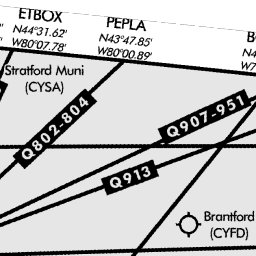 ETBOX
N44°31.62'
W80°07.78'
PEPLA
N43°47.85'
W80°00.89'
Stratford Muni
(CYSA)
Q802-804
Q907-951
Q913
Brantford
(CYFD)